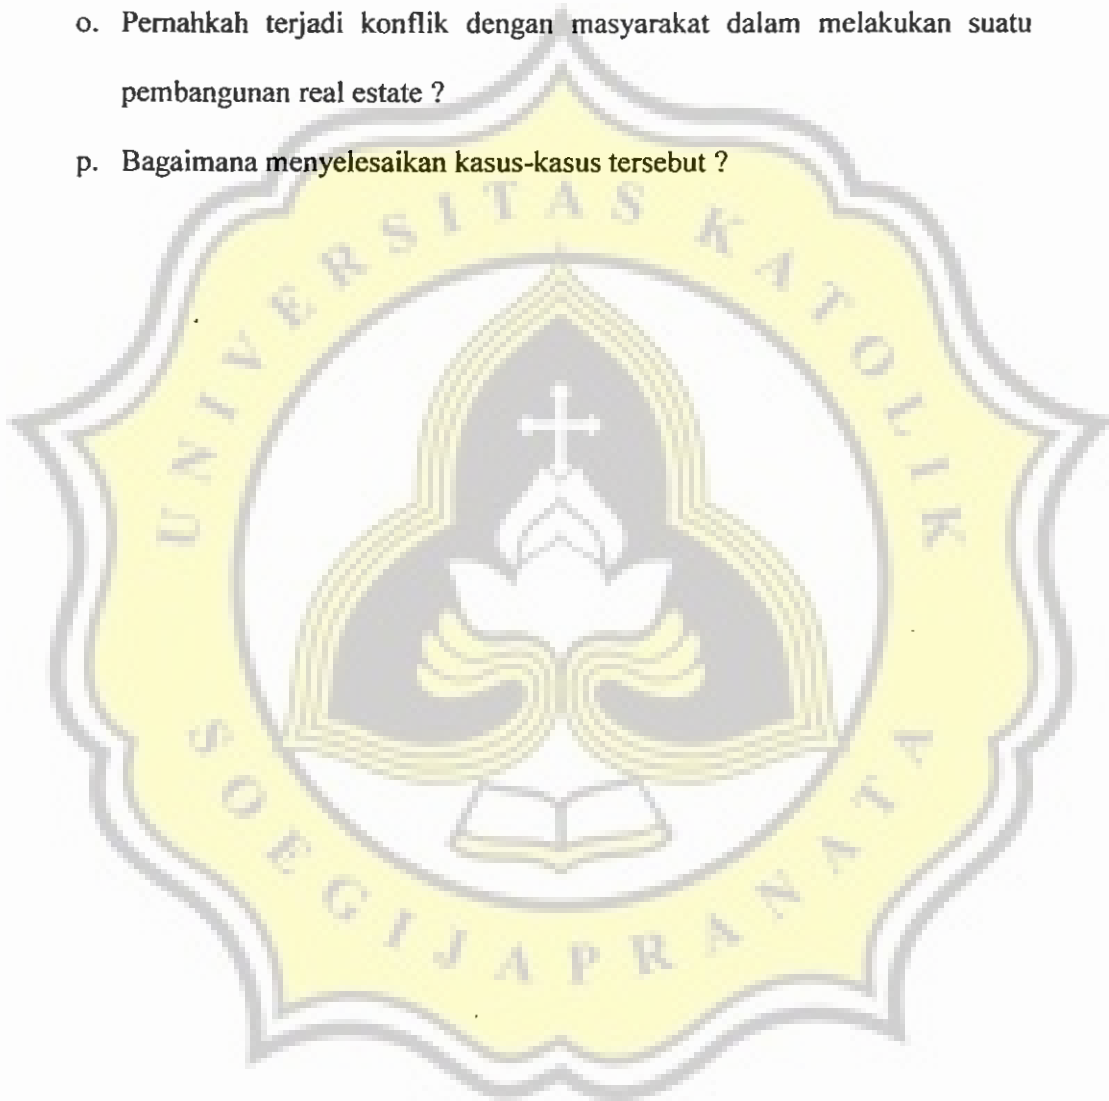 o. Pernahkah terjadi konflik dengan masyarakat dalam melakukan suatu
pembangunan real estate ?
p. Bagaimana menyelesaikan kasus-kasus tersebut ?
UNIVERSITAS KATOLIK
SOEGIJAPRANATA